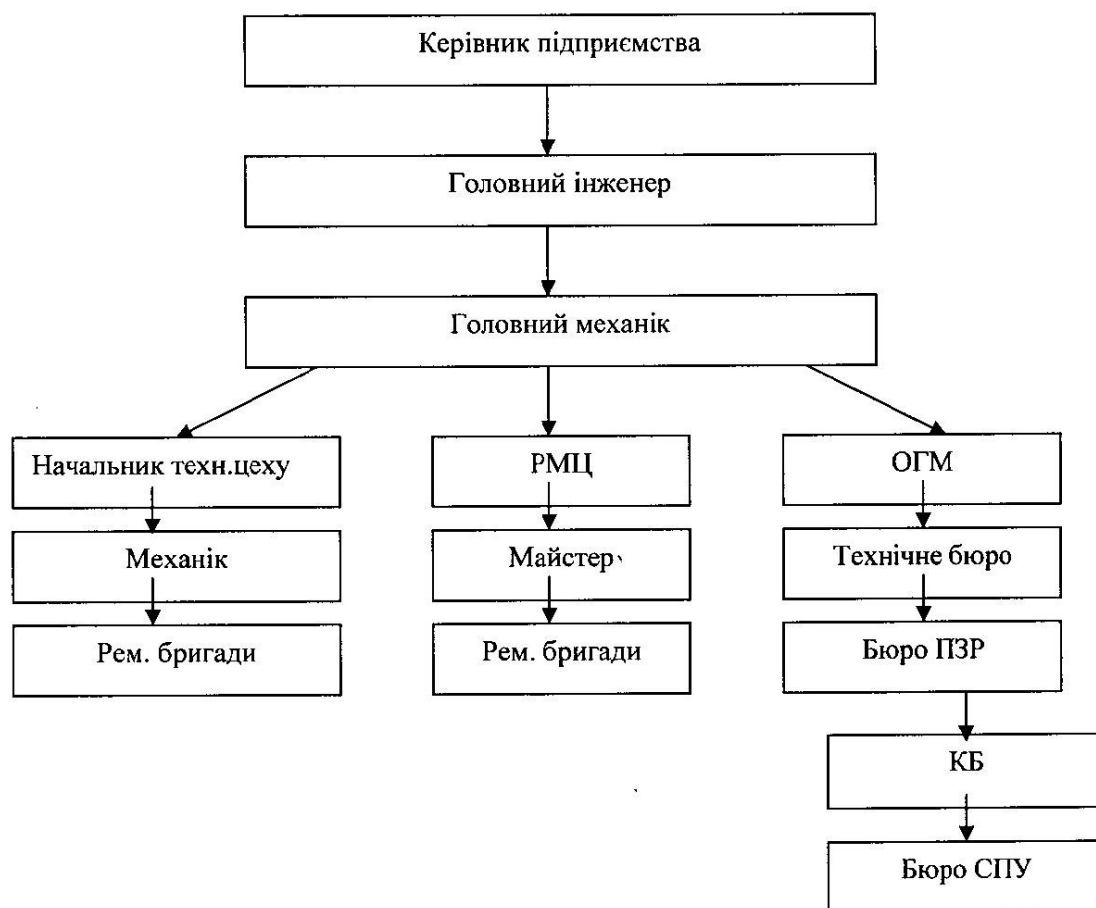 Керівник підприємства
Головний інженер
Головний механік
Начальник техн.цеху
РМЦ
ОГМ
Механік
Майстер
Технічне бюро
Рем. бригади
Рем. бригади
Бюро ПЗР
КБ
Бюро СПУ